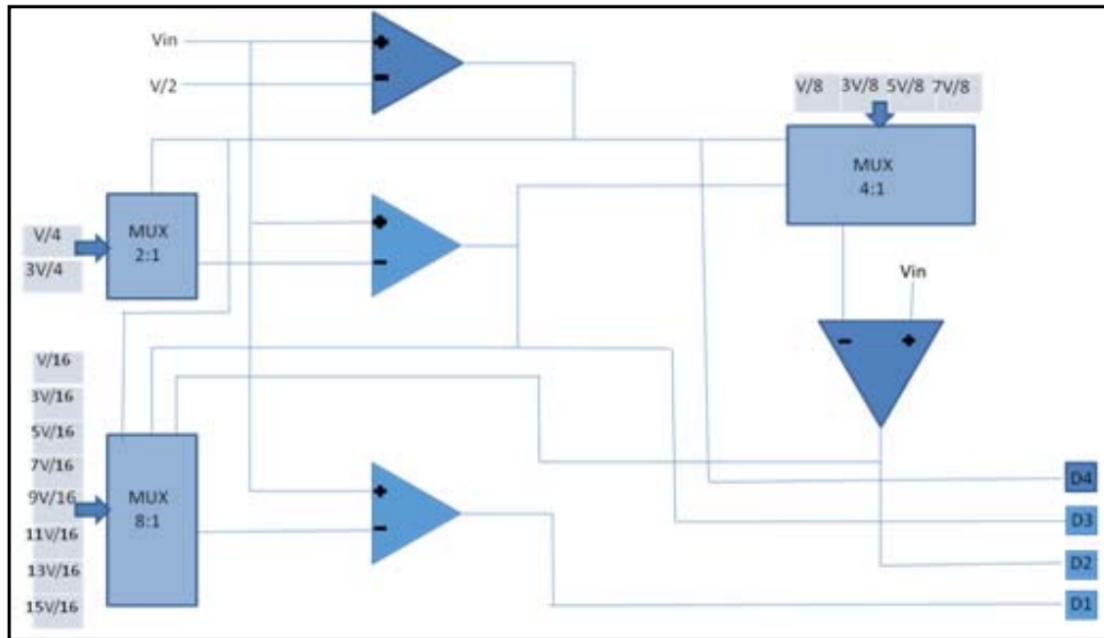 Vin
V/2
V/8 3V/8 5V/8 7V/8
MUX
4:1
MUX
2:1
V/4
3V/4
Vin
V/16
3V/16
5V/16
7V/16
9V/16
11V/16
13V/16
15V/16
MUX
8:1
D4
D3
D2
D1